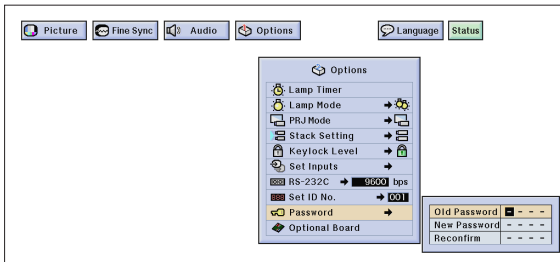 Picture Fine Sync Audio Options Language Status
Options
Lamp Timer
Lamp Mode
PRJ Mode
Stack Setting
Keylock Level
Set Inputs
RS-232C 9600 bps
Set ID No. 001
Password
Optional Board
Old Password - - - -
New Password - - - -
Reconfirm - - - -